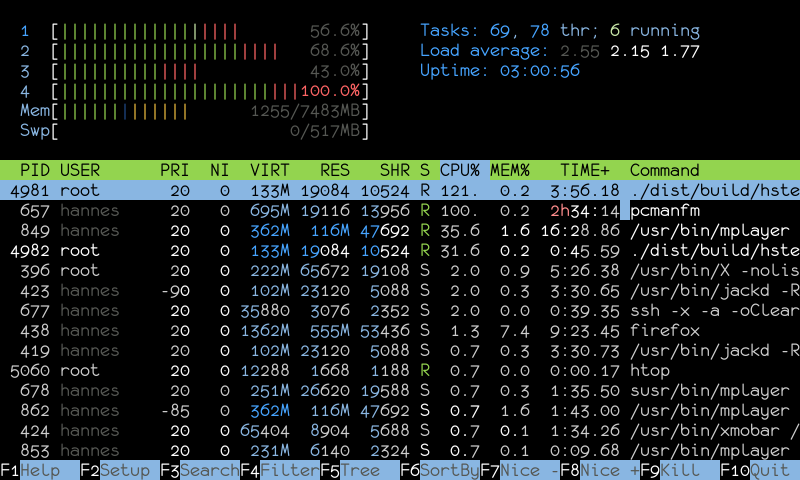 1 [||||||||||||||||||| 56.6%] Tasks: 69, 78 thr; 6 running
2 [||||||||||||||||||||||| 68.6%] Load average: 2.55 2.15 1.77
3 [|||||||||||||| 43.0%] Uptime: 03:00:56
4 [|||||||||||||||||||||||||100.0%]
Mem[||||||||||||| 1255/7483MB]
Swp[ 0/517MB]
PID USER PRI NI VIRT RES SHR S CPU% MEM% TIME+ Command
4981 root 20 0 133M 19084 10524 R 121. 0.2 3:56.18 ./dist/build/hste
657 hannes 20 0 695M 19116 13956 R 100. 0.2 2h34:14 pcmanfm
849 hannes 20 0 362M 116M 47692 R 35.6 1.6 16:28.86 /usr/bin/mplayer
4982 root 20 0 133M 19084 10524 R 31.6 0.2 0:45.59 ./dist/build/hste
396 root 20 0 222M 65672 19108 S 2.0 0.9 5:26.38 /usr/bin/X -nolis
423 hannes -90 0 102M 23120 5088 S 2.0 0.3 3:30.65 /usr/bin/jackd -R
677 hannes 20 0 35880 3076 2352 S 2.0 0.0 0:39.35 ssh -x -a -oClear
438 hannes 20 0 1362M 555M 53436 S 1.3 7.4 9:23.45 firefox
419 hannes 20 0 102M 23120 5088 S 0.7 0.3 3:30.73 /usr/bin/jackd -R
5060 root 20 0 12288 1668 1188 R 0.7 0.0 0:00.17 htop
678 hannes 20 0 251M 26620 19588 S 0.7 0.3 1:35.50 susr/bin/mplayer
862 hannes -85 0 362M 116M 47692 S 0.7 1.6 1:43.00 /usr/bin/mplayer
424 hannes 20 0 65404 8904 5688 S 0.7 0.1 1:34.26 /usr/bin/xmobar /
853 hannes 20 0 231M 6140 2324 S 0.7 0.1 0:09.68 /usr/bin/mplayer
F1Help F2Setup F3SearchF4FilterF5Tree F6SortByF7Nice -F8Nice +F9Kill F10Quit